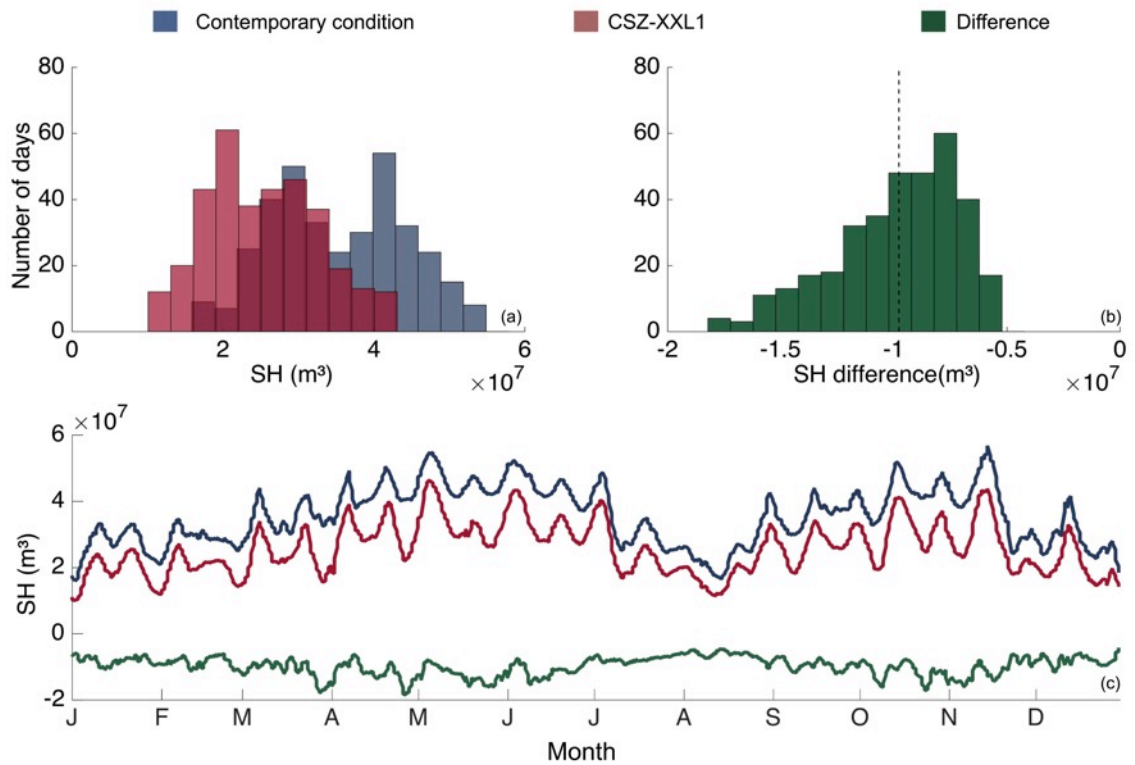 Contemporary condition
CSZ-XXL1
Difference
80
60
40
20
0
Number of days
0
2
4
6
SH (m³)
×10⁷
(a)
80
60
40
20
0
-2
-1.5
-1
-0.5
0
SH difference(m³)
×10⁷
(b)
×10⁷
6
4
2
0
-2
SH (m³)
(c)
J F M A M J J A S O N D
Month